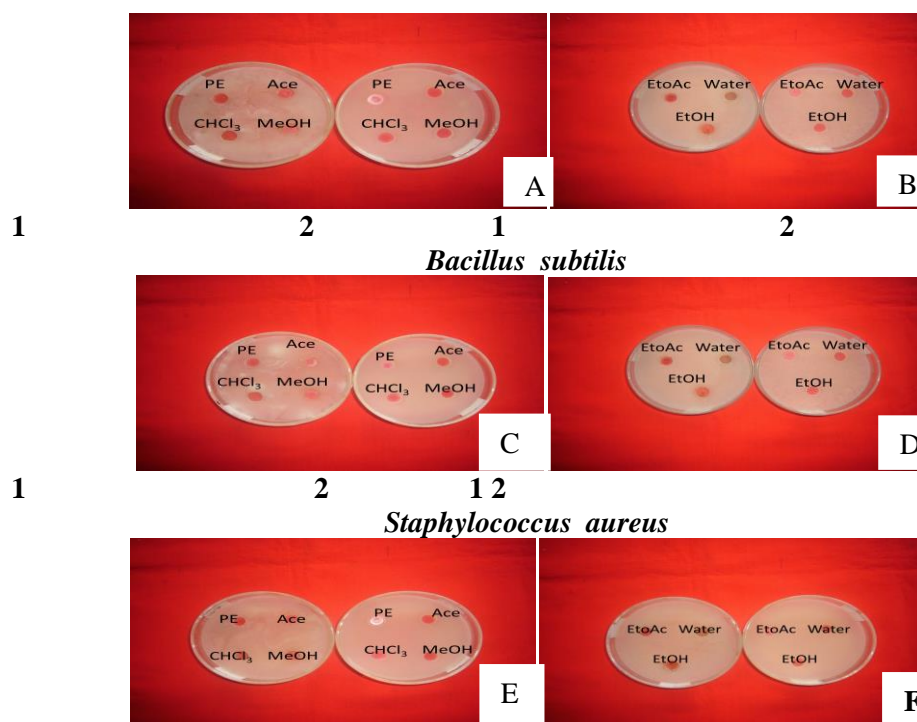 PE Ace PE Ace
CHCl₃ MeOH CHCl₃ MeOH
A
EtoAc Water EtoAc Water
EtOH EtOH
B
1 2 1 2
Bacillus subtilis
PE Ace PE Ace
CHCl₃ MeOH CHCl₃ MeOH
C
EtoAc Water EtoAc Water
EtOH EtOH
D
1 2 1 2
Staphylococcus aureus
PE Ace PE Ace
CHCl₃ MeOH CHCl₃ MeOH
E
EtoAc Water EtoAc Water
EtOH EtOH
F